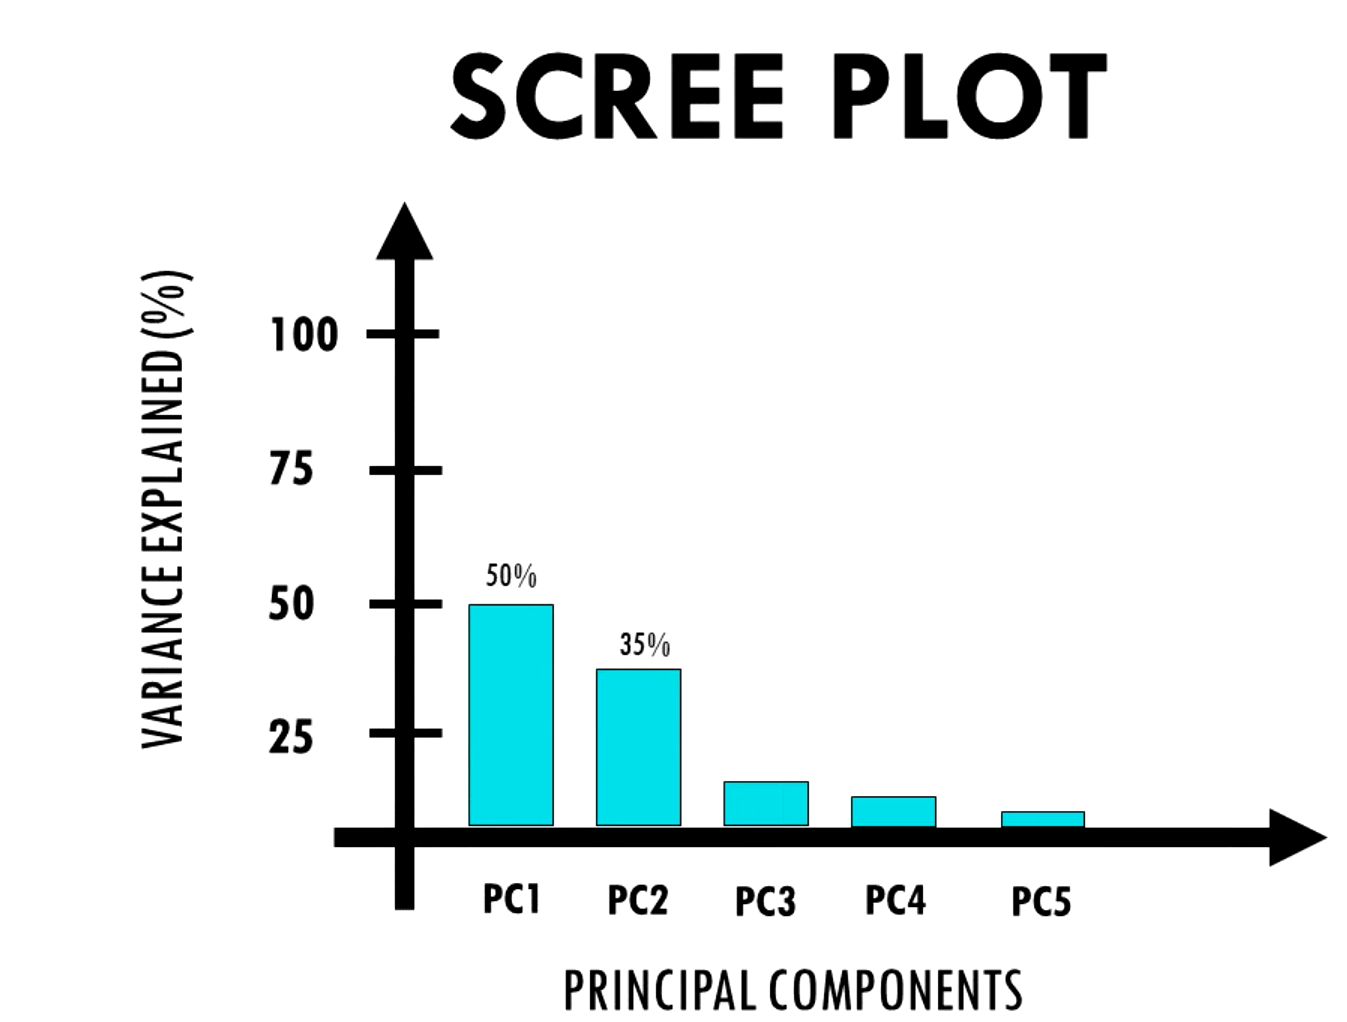 SCREE PLOT
VARIANCE EXPLAINED (%)
100
75
50
25
50%
35%
PC1 PC2 PC3 PC4 PC5
PRINCIPAL COMPONENTS